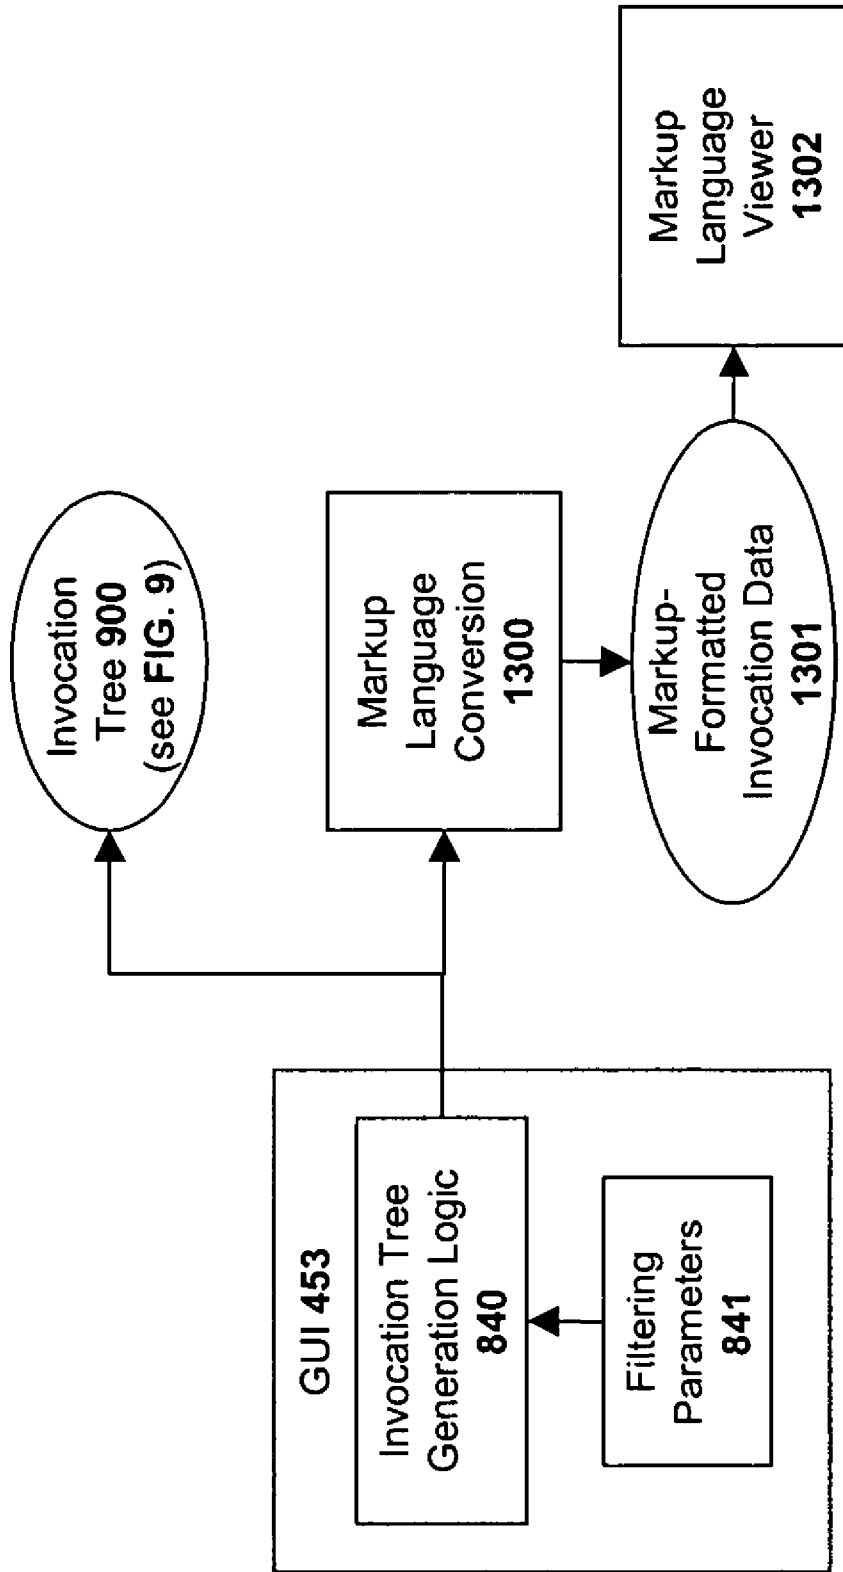 GUI 453
Invocation Tree
Generation Logic
840
Filtering
Parameters
841
Invocation
Tree 900
(see FIG. 9)
Markup
Language
Conversion
1300
Markup-
Formatted
Invocation Data
1301
Markup
Language
Viewer
1302